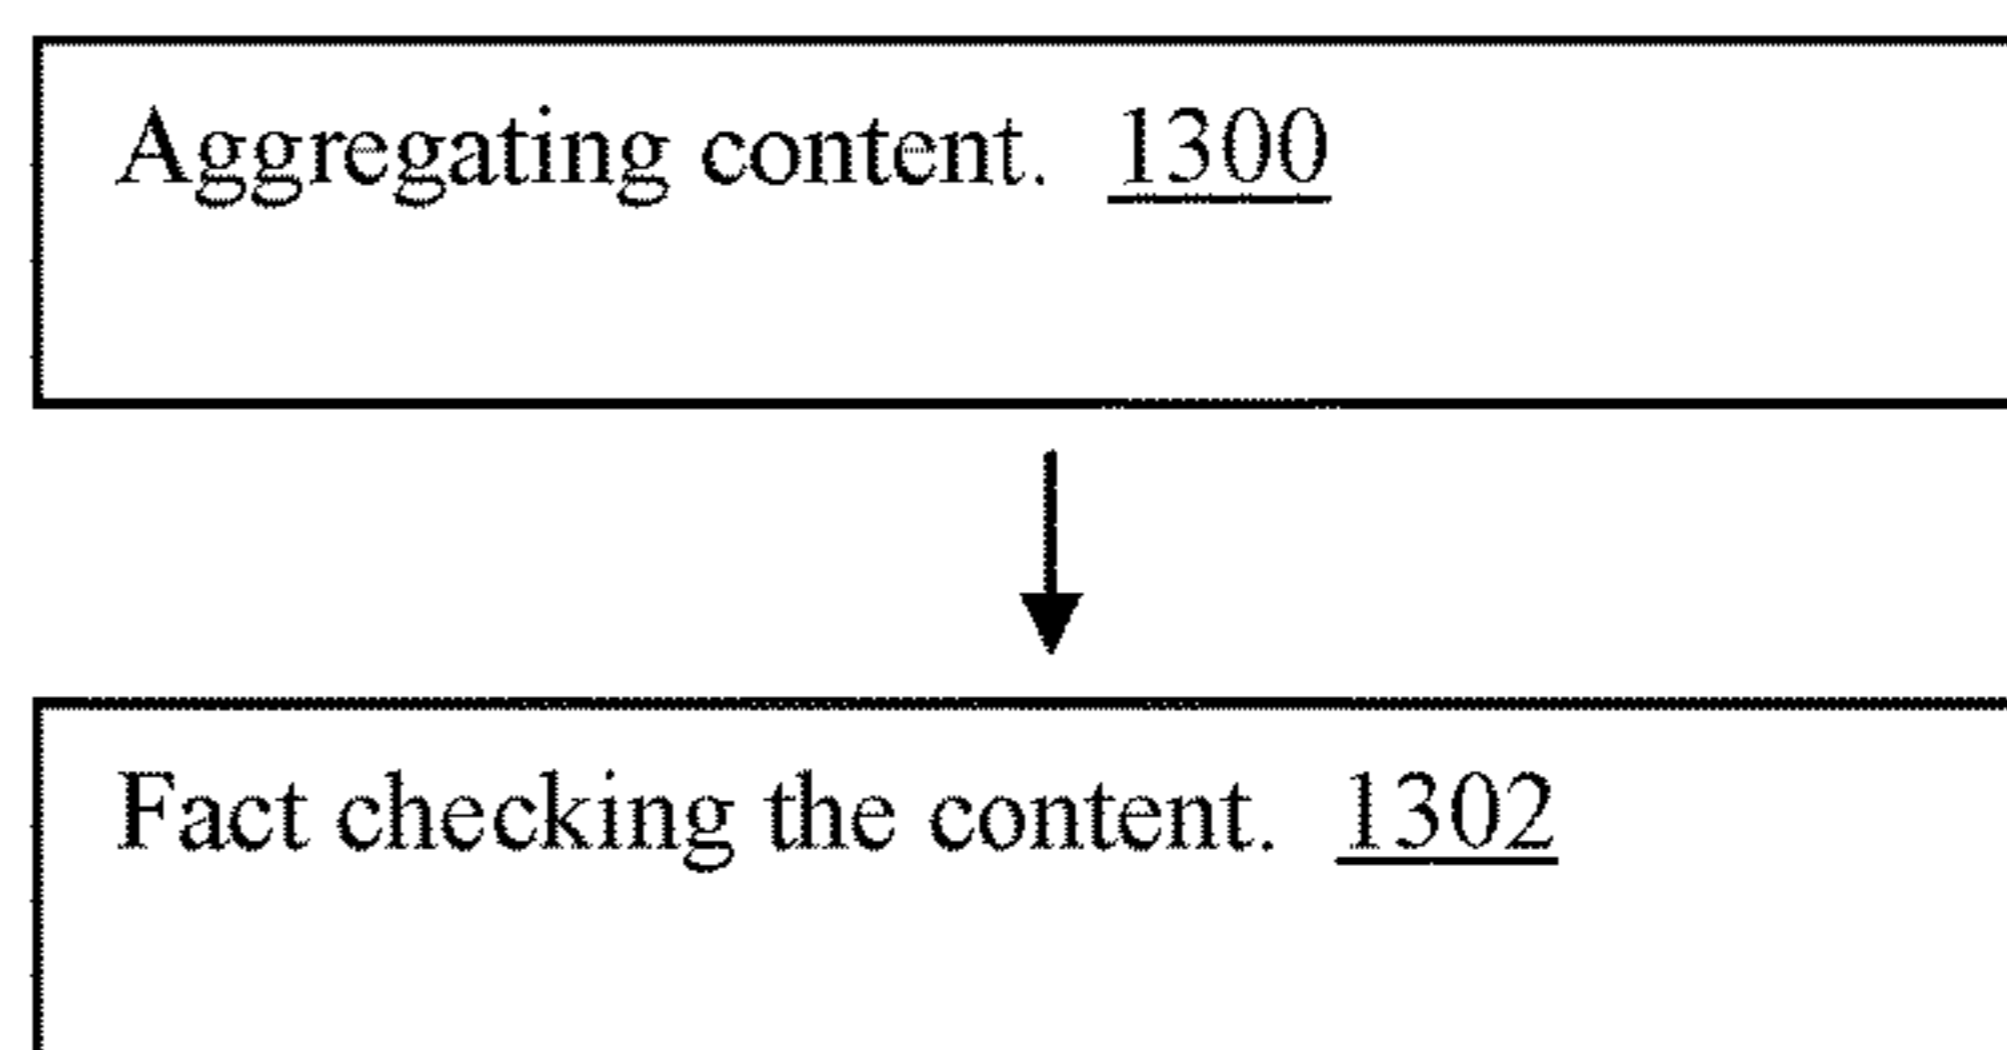 Aggregating content. 1300
Fact checking the content. 1302